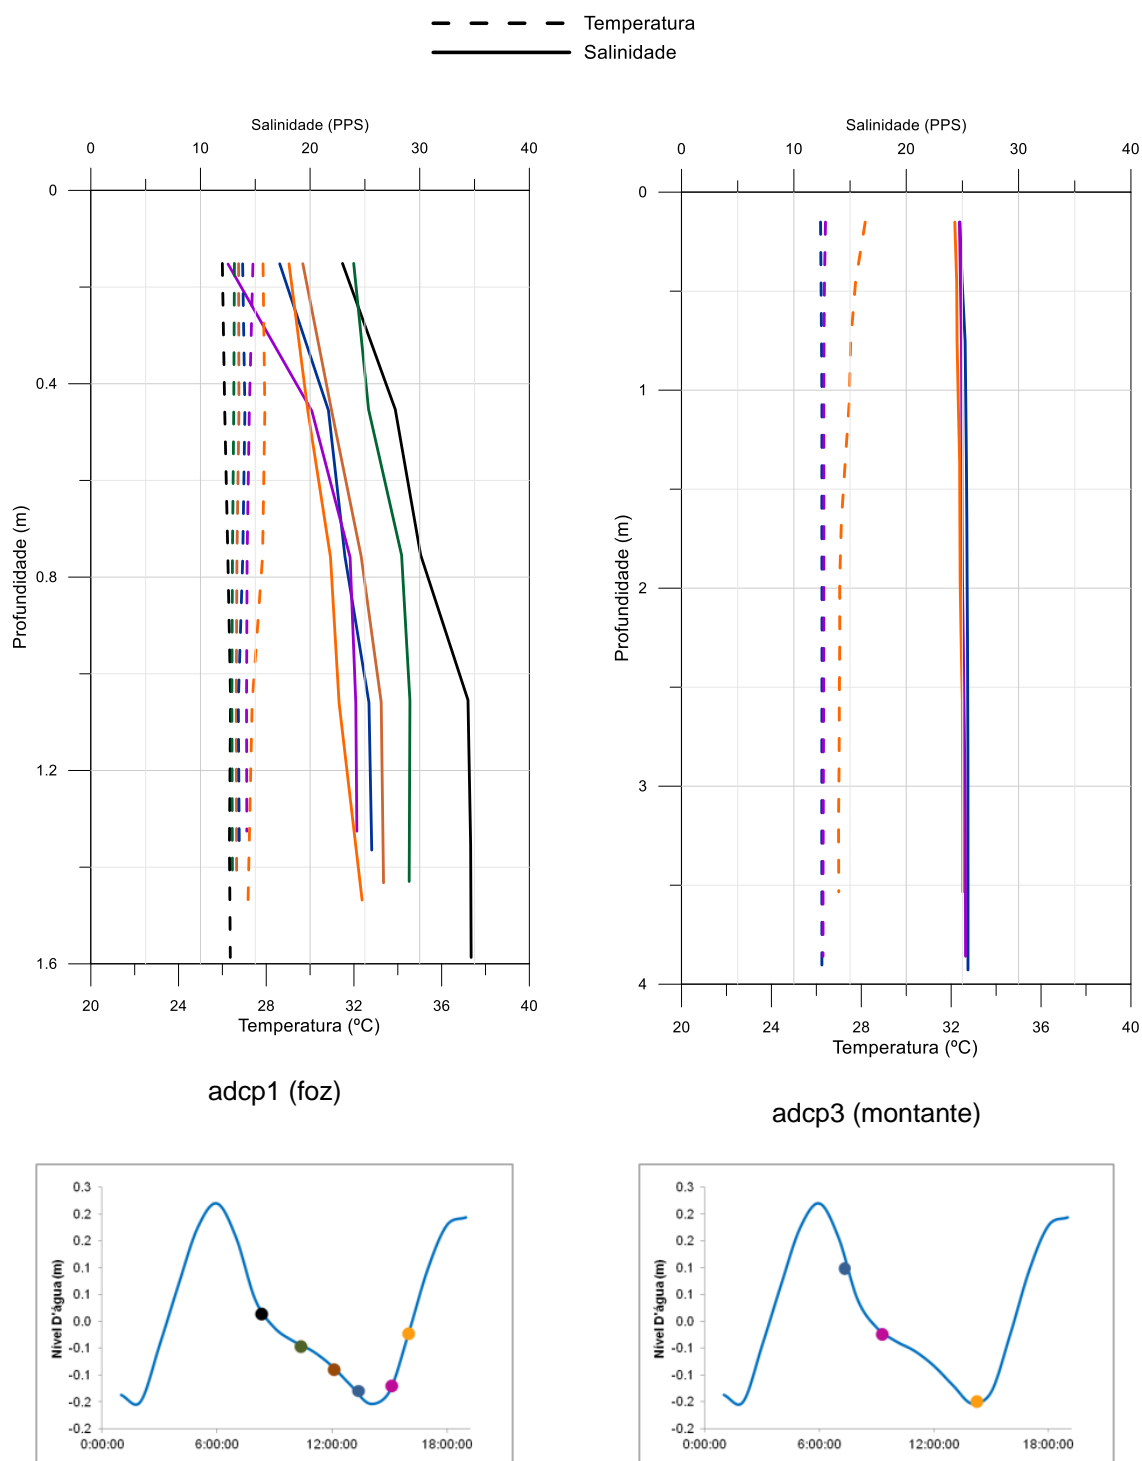 Temperatura
Salinidade
Salinidade (PPS)
0 10 20 30 40
0
0.4
0.8
1.2
1.6
Profundidade (m)
20 24 28 32 36 40
Temperatura (ºC)
adcp1 (foz)
Salinidade (PPS)
0 10 20 30 40
0
1
2
3
4
Profundidade (m)
20 24 28 32 36 40
Temperatura (ºC)
adcp3 (montante)
Nível D'água (m)
0.3
0.2
0.2
0.1
0.1
0.0
-0.1
-0.1
-0.2
-0.2
0:00:00 6:00:00 12:00:00 18:00:00
Nível D'água (m)
0.3
0.2
0.2
0.1
0.1
0.0
-0.1
-0.1
-0.2
-0.2
0:00:00 6:00:00 12:00:00 18:00:00